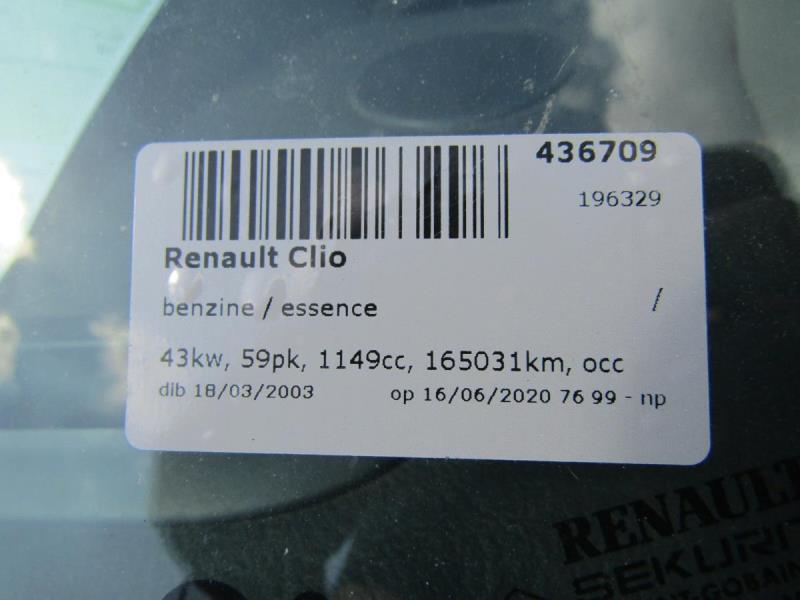 436709
196329
Renault Clio
benzine / essence /
43kw, 59pk, 1149cc, 165031km, occ
dib 18/03/2003 op 16/06/2020 76 99 - np
RENAULT
SEKURI